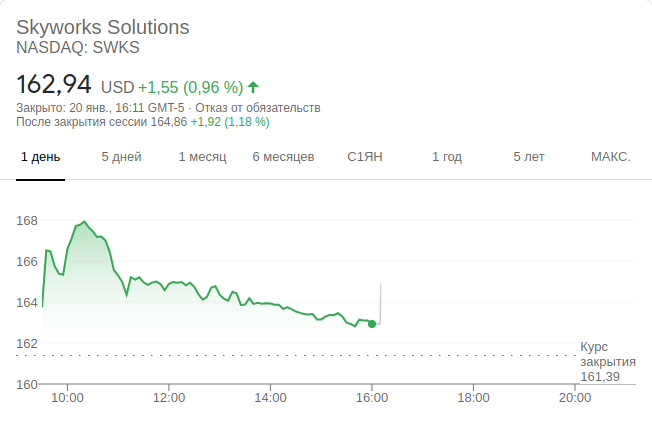 Skyworks Solutions
NASDAQ: SWKS
162,94 USD +1,55 (0,96 %)
Закрыто: 20 янв., 16:11 GMT-5 · Отказ от обязательств
После закрытия сессии 164,86 +1,92 (1,18 %)
1 день 5 дней 1 месяц 6 месяцев С1ЯН 1 год 5 лет МАКС.
168
166
164
162
Курс
закрытия
161,39
160
10:00 12:00 14:00 16:00 18:00 20:00